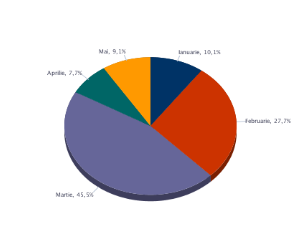 Mai, 9,1%
Ianuarie, 10,1%
Aprilie, 7,7%
Februarie, 27,7%
Martie, 45,5%